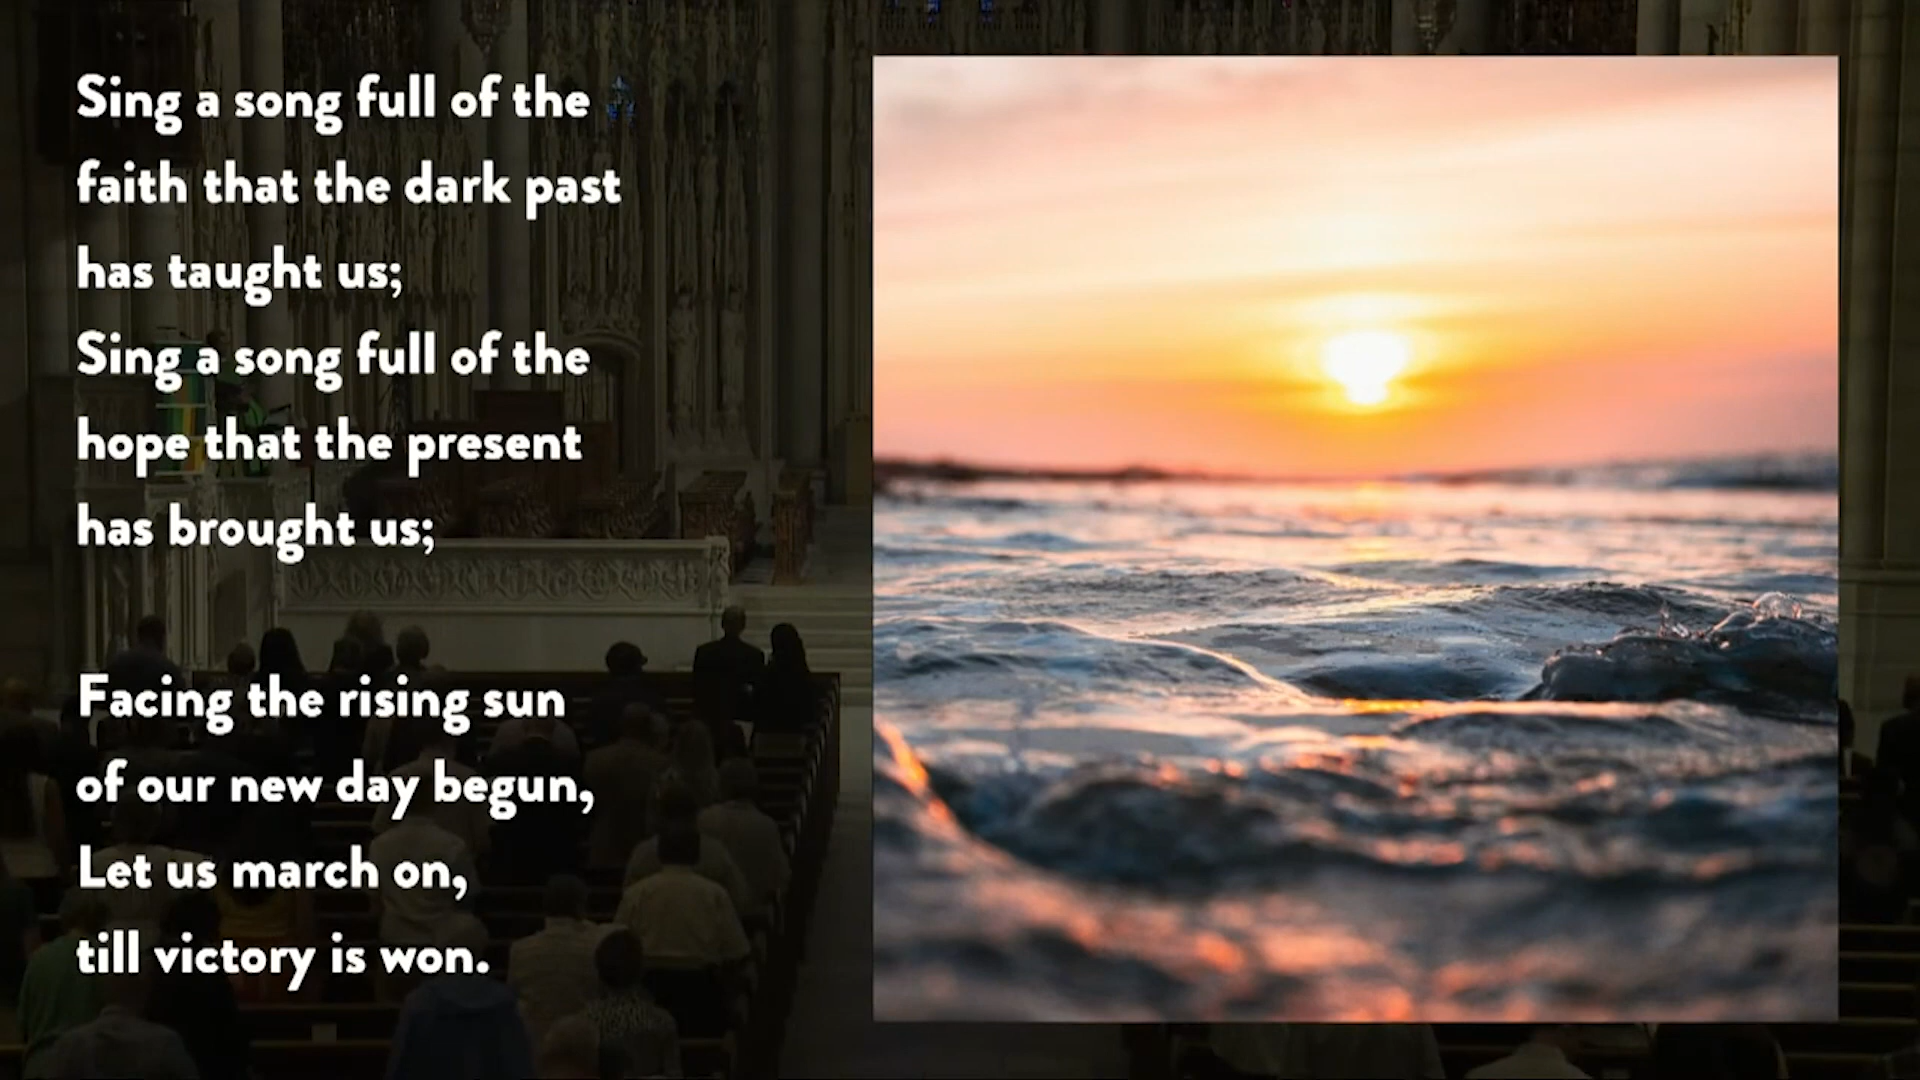 Sing a song full of the
faith that the dark past
has taught us;
Sing a song full of the
hope that the present
has brought us;
Facing the rising sun
of our new day begun,
Let us march on,
till victory is won.